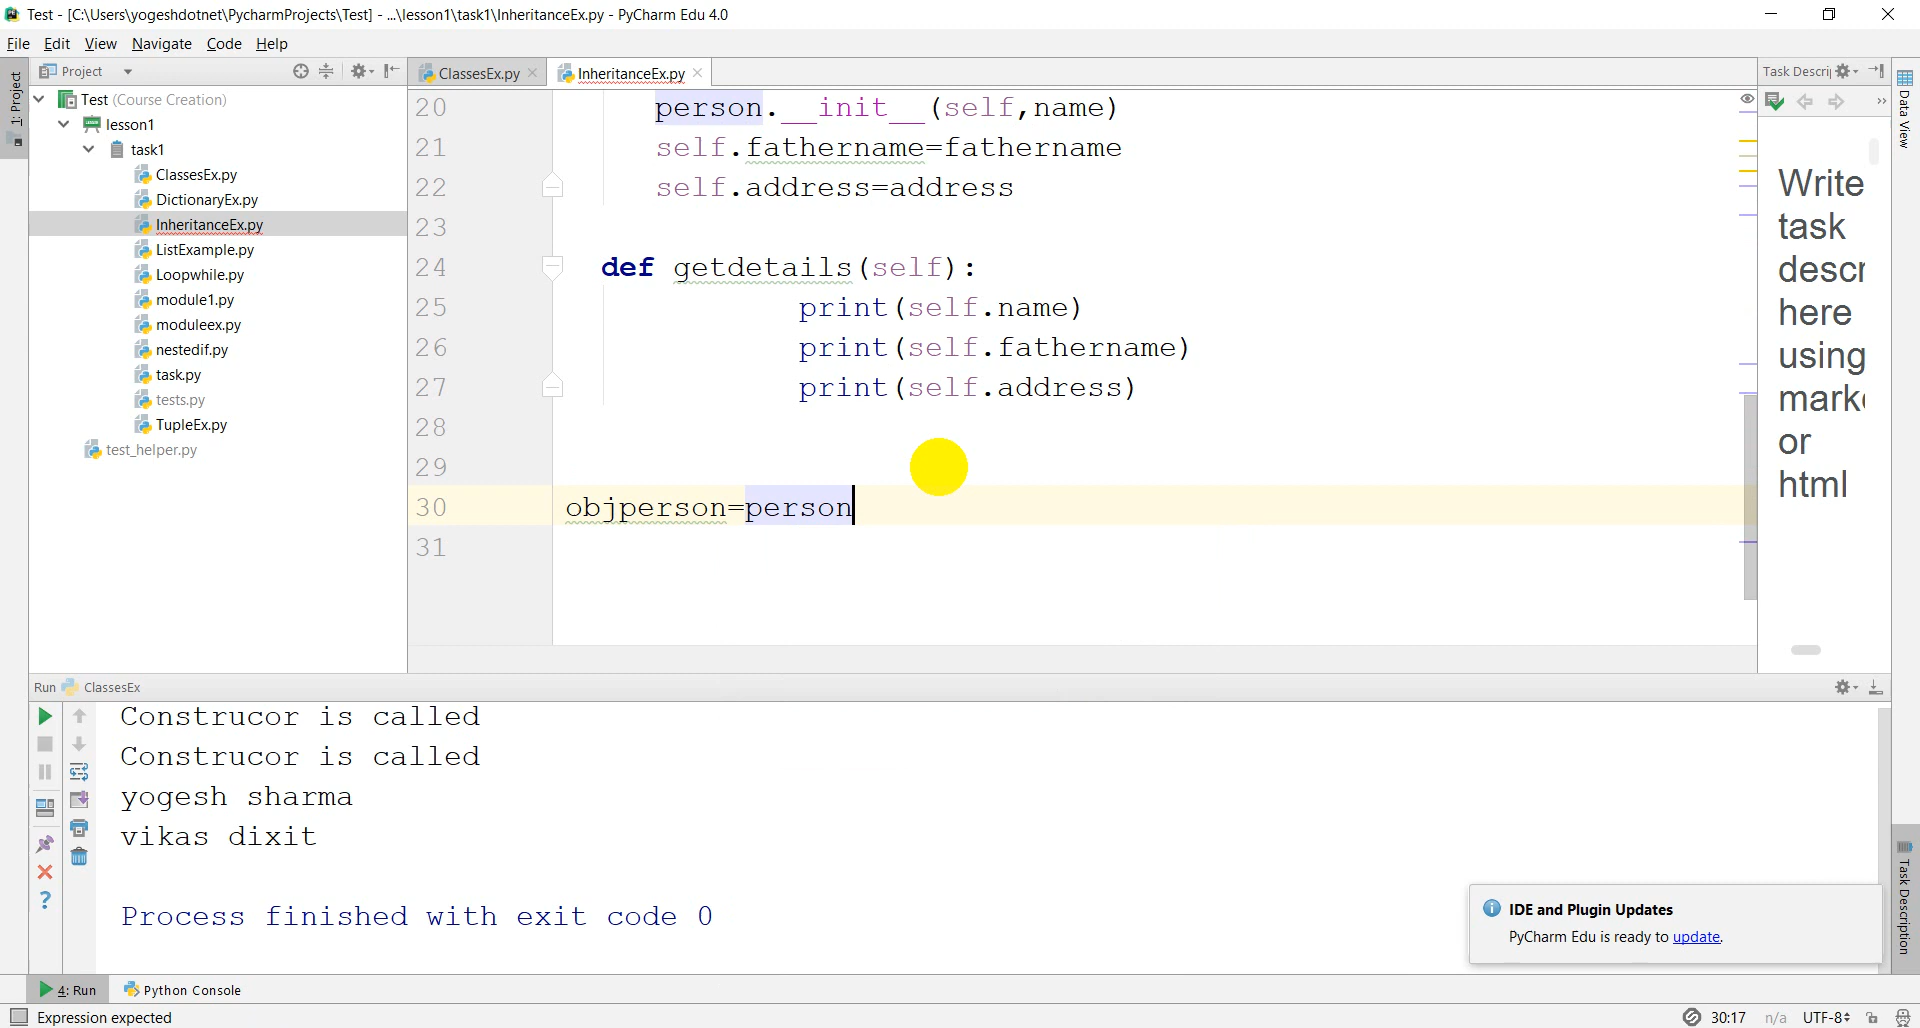 Test - [C:\Users\yogeshdotnet\PycharmProjects\Test] - ...\lesson1\task1\InheritanceEx.py - PyCharm Edu 4.0
File Edit View Navigate Code Help
1: Project
Project
Test (Course Creation)
lesson1
task1
ClassesEx.py
DictionaryEx.py
InheritanceEx.py
ListExample.py
Loopwhile.py
module1.py
moduleex.py
nestedif.py
task.py
tests.py
TupleEx.py
test_helper.py
ClassesEx.py InheritanceEx.py
20 person.__init__(self,name)
21 self.fathername=fathername
22 self.address=address
23
24 def getdetails(self):
25 print(self.name)
26 print(self.fathername)
27 print(self.address)
28
29
30 objperson=person
31
Task Descri
Write
task
descr
here
using
marke
or
html
Data View
Task Description
Run ClassesEx
Construcor is called
Construcor is called
yogesh sharma
vikas dixit
Process finished with exit code 0
IDE and Plugin Updates
PyCharm Edu is ready to update.
4: Run Python Console
Expression expected 30:17 n/a UTF-8